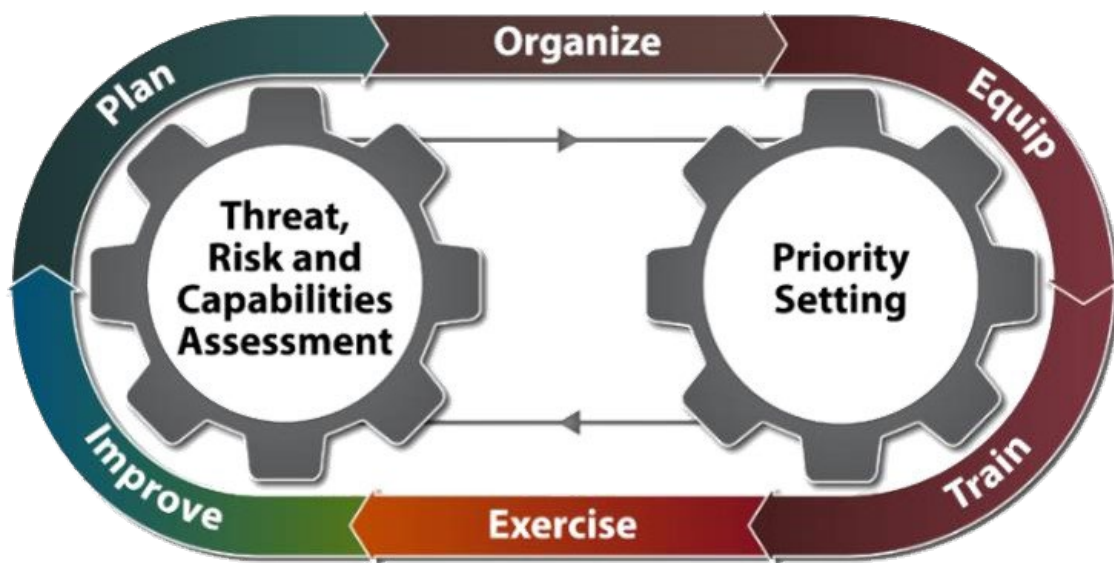 Plan
Organize
Equip
Threat,
Risk and
Capabilities
Assessment
Priority
Setting
Improve
Exercise
Train